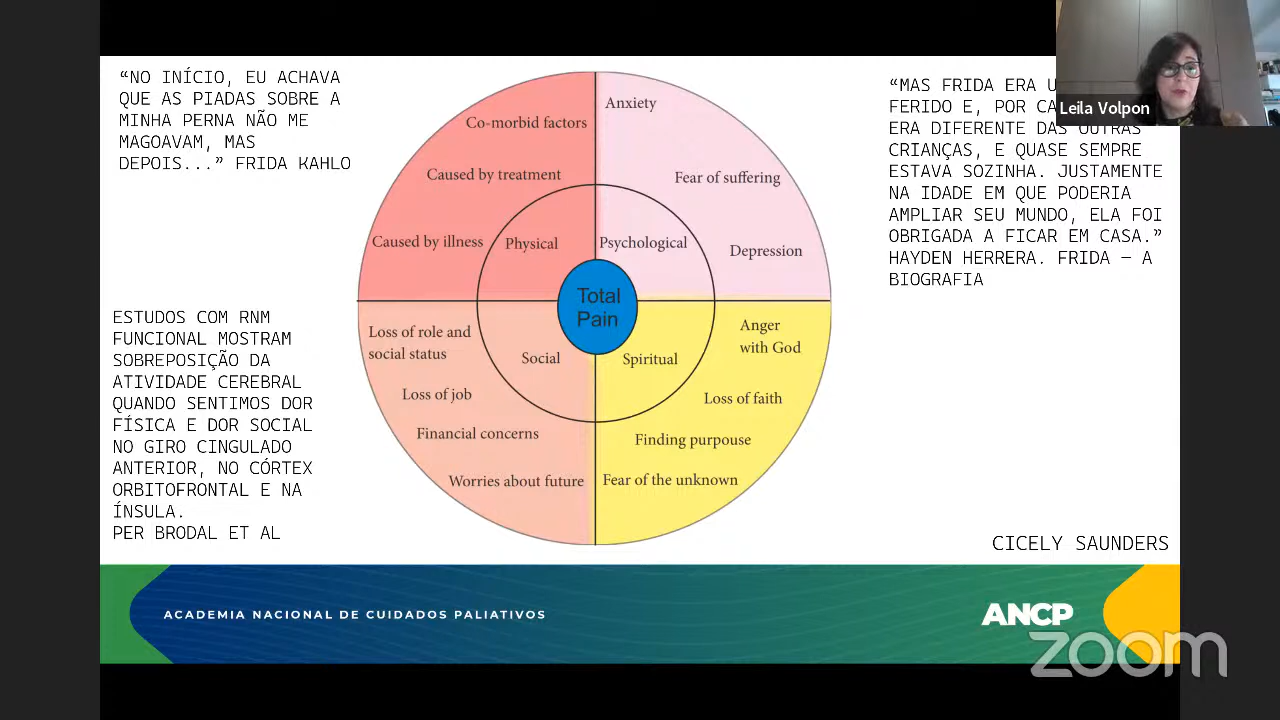 “NO INÍCIO, EU ACHAVA
QUE AS PIADAS SOBRE A
MINHA PERNA NÃO ME
MAGOAVAM, MAS
DEPOIS...” FRIDA KAHLO
ESTUDOS COM RNM
FUNCIONAL MOSTRAM
SOBREPOSIÇÃO DA
ATIVIDADE CEREBRAL
QUANDO SENTIMOS DOR
FÍSICA E DOR SOCIAL
NO GIRO CINGULADO
ANTERIOR, NO CÓRTEX
ORBITOFRONTAL E NA
ÍNSULA.
PER BRODAL ET AL
Co-morbid factors
Caused by treatment
Caused by illness
Physical
Anxiety
Fear of suffering
Psychological
Depression
Total
Pain
Loss of role and
social status
Social
Loss of job
Financial concerns
Worries about future
Anger
with God
Spiritual
Loss of faith
Finding purpouse
Fear of the unknown
“MAS FRIDA ERA
FERIDO E, POR
ERA DIFERENTE DAS OUTRAS
CRIANÇAS, E QUASE SEMPRE
ESTAVA SOZINHA. JUSTAMENTE
NA IDADE EM QUE PODERIA
AMPLIAR SEU MUNDO, ELA FOI
OBRIGADA A FICAR EM CASA.”
HAYDEN HERRERA. FRIDA – A
BIOGRAFIA
Leila Volpon
CICELY SAUNDERS
ACADEMIA NACIONAL DE CUIDADOS PALIATIVOS
ANCP
zoom